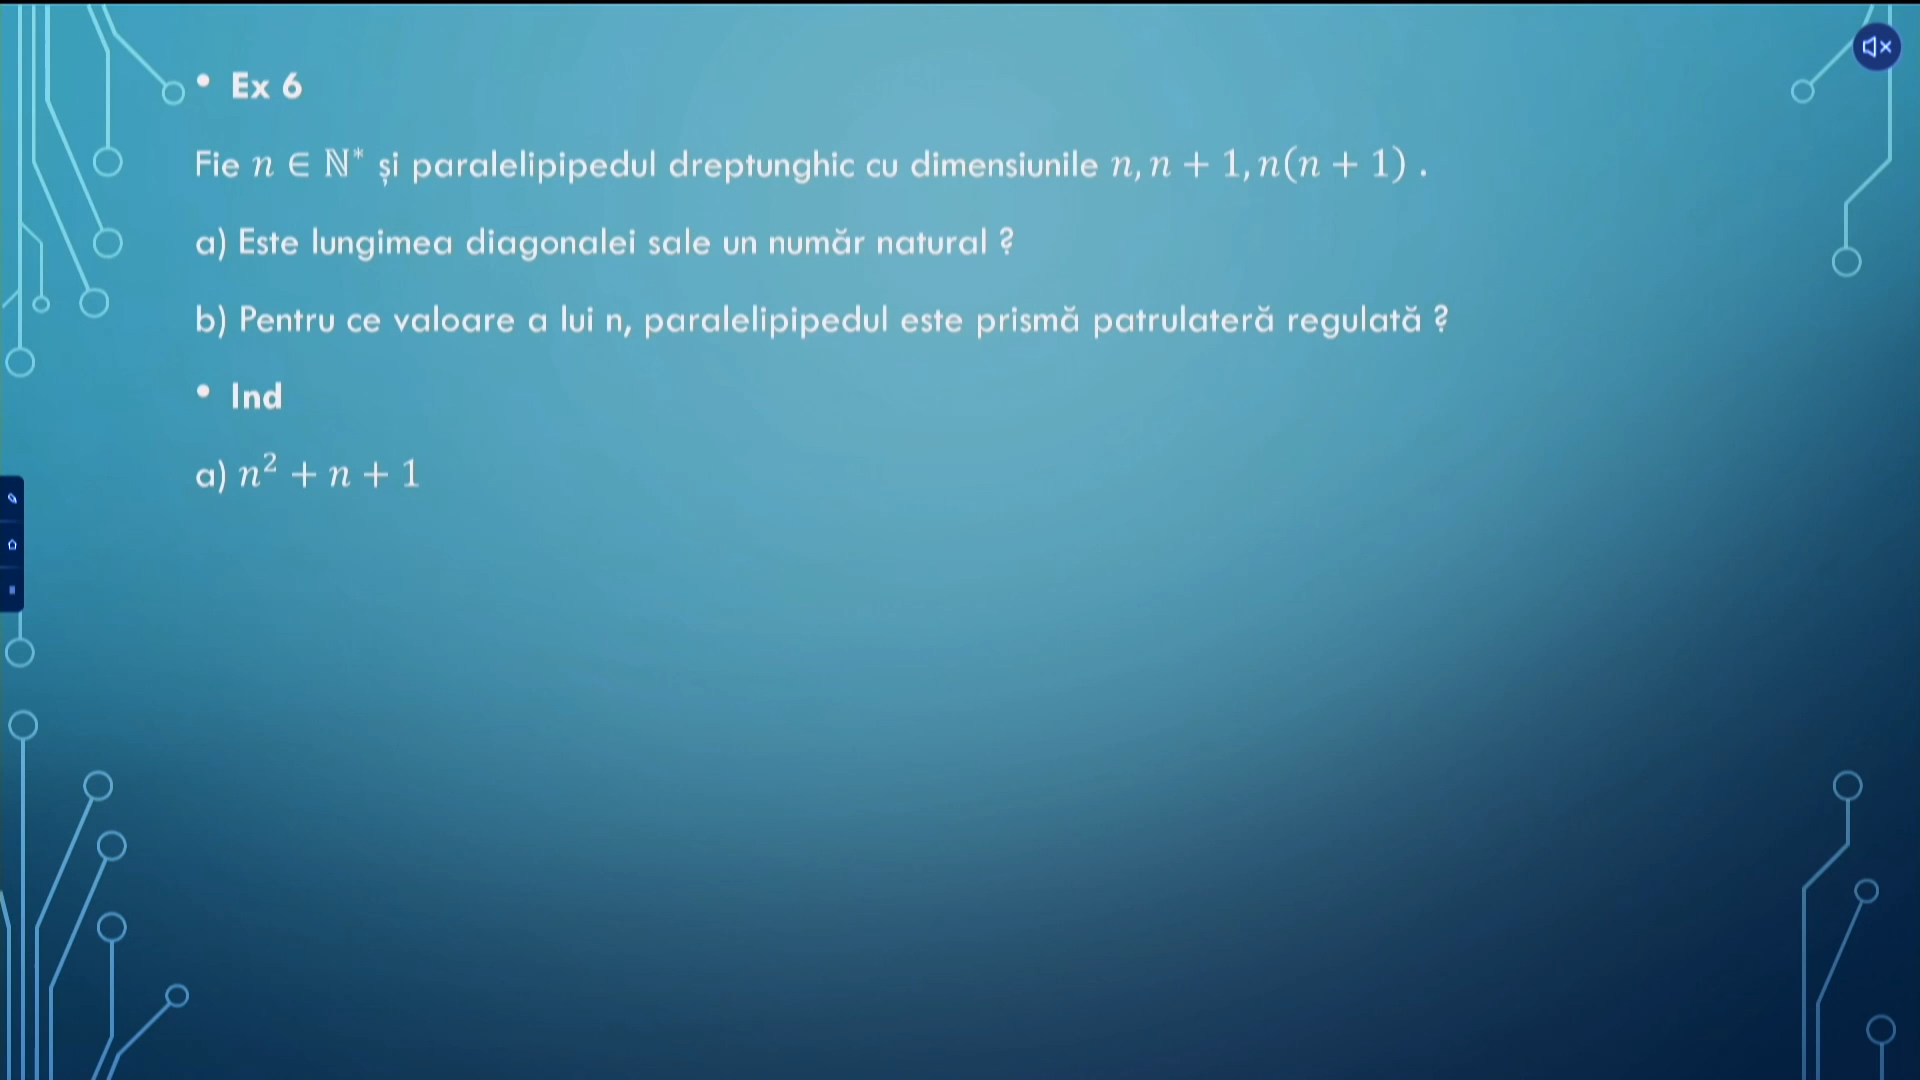 • Ex 6
Fie n ∈ ℕ* și paralelipipedul dreptunghic cu dimensiunile n, n + 1, n(n + 1) .
a) Este lungimea diagonalei sale un număr natural ?
b) Pentru ce valoare a lui n, paralelipipedul este prismă patrulateră regulată ?
• Ind
a) n² + n + 1